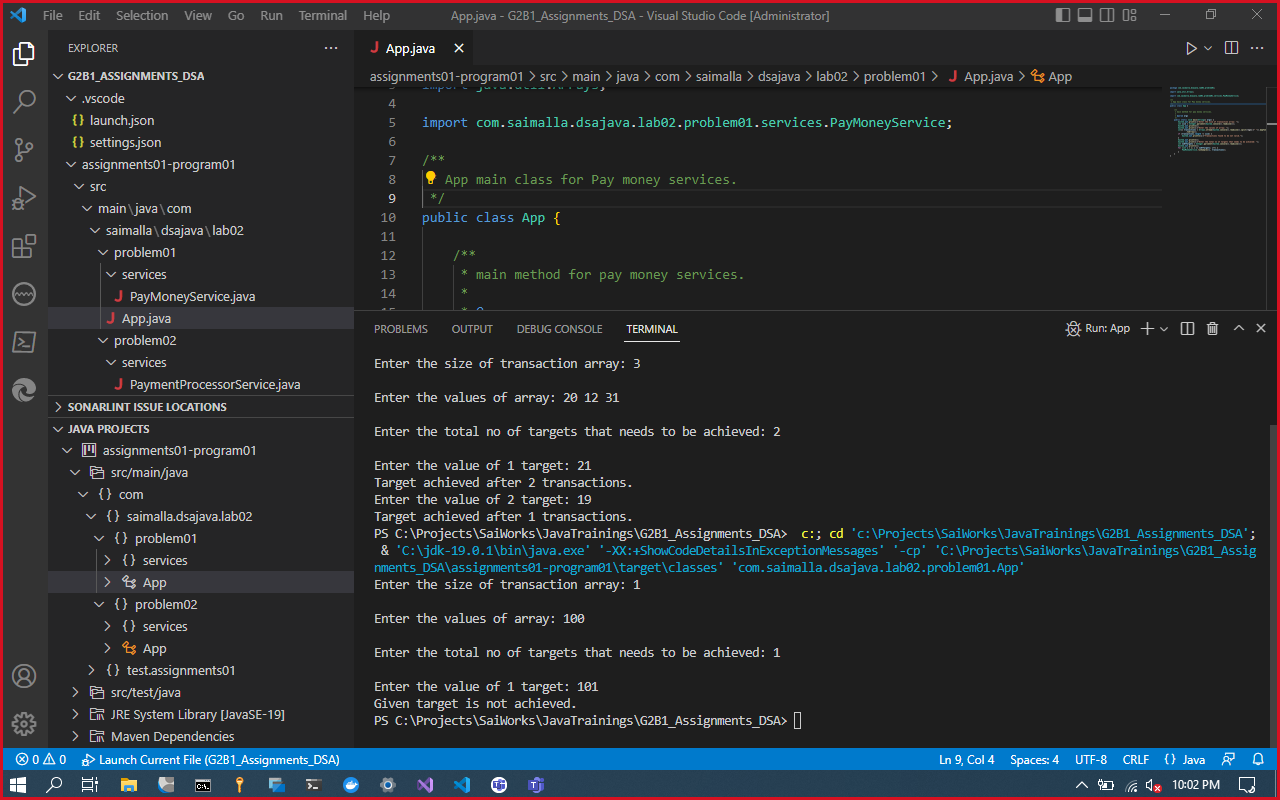 File Edit Selection View Go Run Terminal Help
App.java - G2B1_Assignments_DSA - Visual Studio Code [Administrator]
EXPLORER
G2B1_ASSIGNMENTS_DSA
.vscode
{} launch.json
{} settings.json
assignments01-program01
src
main\java\com
saimalla\dsajava\lab02
problem01
services
J PayMoneyService.java
J App.java
problem02
services
J PaymentProcessorService.java
SONARLINT ISSUE LOCATIONS
JAVA PROJECTS
assignments01-program01
src/main/java
{} com
{} saimalla.dsajava.lab02
{} problem01
{} services
App
{} problem02
{} services
App
{} test.assignments01
src/test/java
JRE System Library [JavaSE-19]
Maven Dependencies
J App.java
assignments01-program01 > src > main > java > com > saimalla > dsajava > lab02 > problem01 > J App.java > App
3 import java.util.Arrays;
4
5 import com.saimalla.dsajava.lab02.problem01.services.PayMoneyService;
6
7 /**
8 App main class for Pay money services.
9 */
10 public class App {
11
12 /**
13 * main method for pay money services.
14 *
PROBLEMS OUTPUT DEBUG CONSOLE TERMINAL
Run: App
Enter the size of transaction array: 3
Enter the values of array: 20 12 31
Enter the total no of targets that needs to be achieved: 2
Enter the value of 1 target: 21
Target achieved after 2 transactions.
Enter the value of 2 target: 19
Target achieved after 1 transactions.
PS C:\Projects\SaiWorks\JavaTrainings\G2B1_Assignments_DSA>  c:; cd 'c:\Projects\SaiWorks\JavaTrainings\G2B1_Assignments_DSA';
& 'C:\jdk-19.0.1\bin\java.exe' '-XX:+ShowCodeDetailsInExceptionMessages' '-cp' 'C:\Projects\SaiWorks\JavaTrainings\G2B1_Assig
nments_DSA\assignments01-program01\target\classes' 'com.saimalla.dsajava.lab02.problem01.App'
Enter the size of transaction array: 1
Enter the values of array: 100
Enter the total no of targets that needs to be achieved: 1
Enter the value of 1 target: 101
Given target is not achieved.
PS C:\Projects\SaiWorks\JavaTrainings\G2B1_Assignments_DSA>
0 0 Launch Current File (G2B1_Assignments_DSA)
Ln 9, Col 4 Spaces: 4 UTF-8 CRLF {} Java
10:02 PM